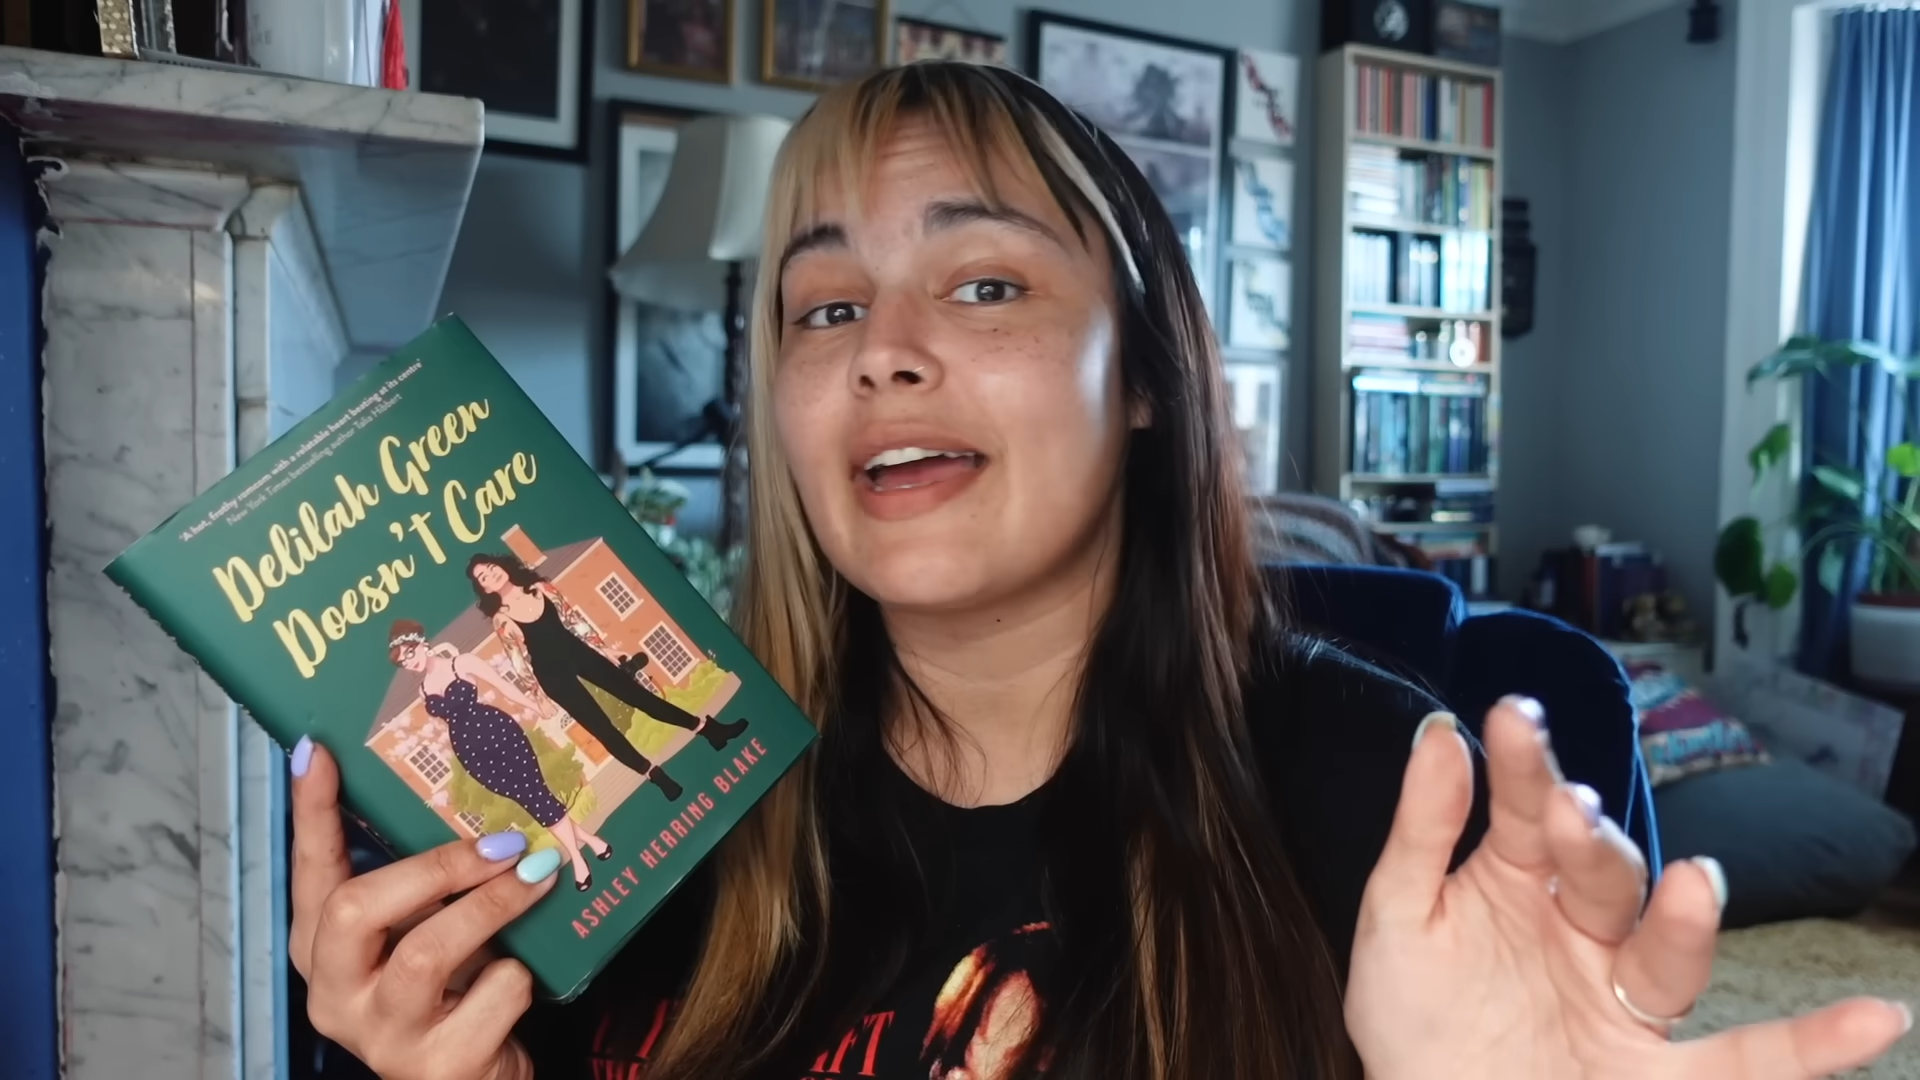 'A hot, frothy romcom with a relatable heart beating at its centre'
New York Times bestselling author Talia Hibbert
Delilah Green
Doesn't Care
ASHLEY HERRING BLAKE